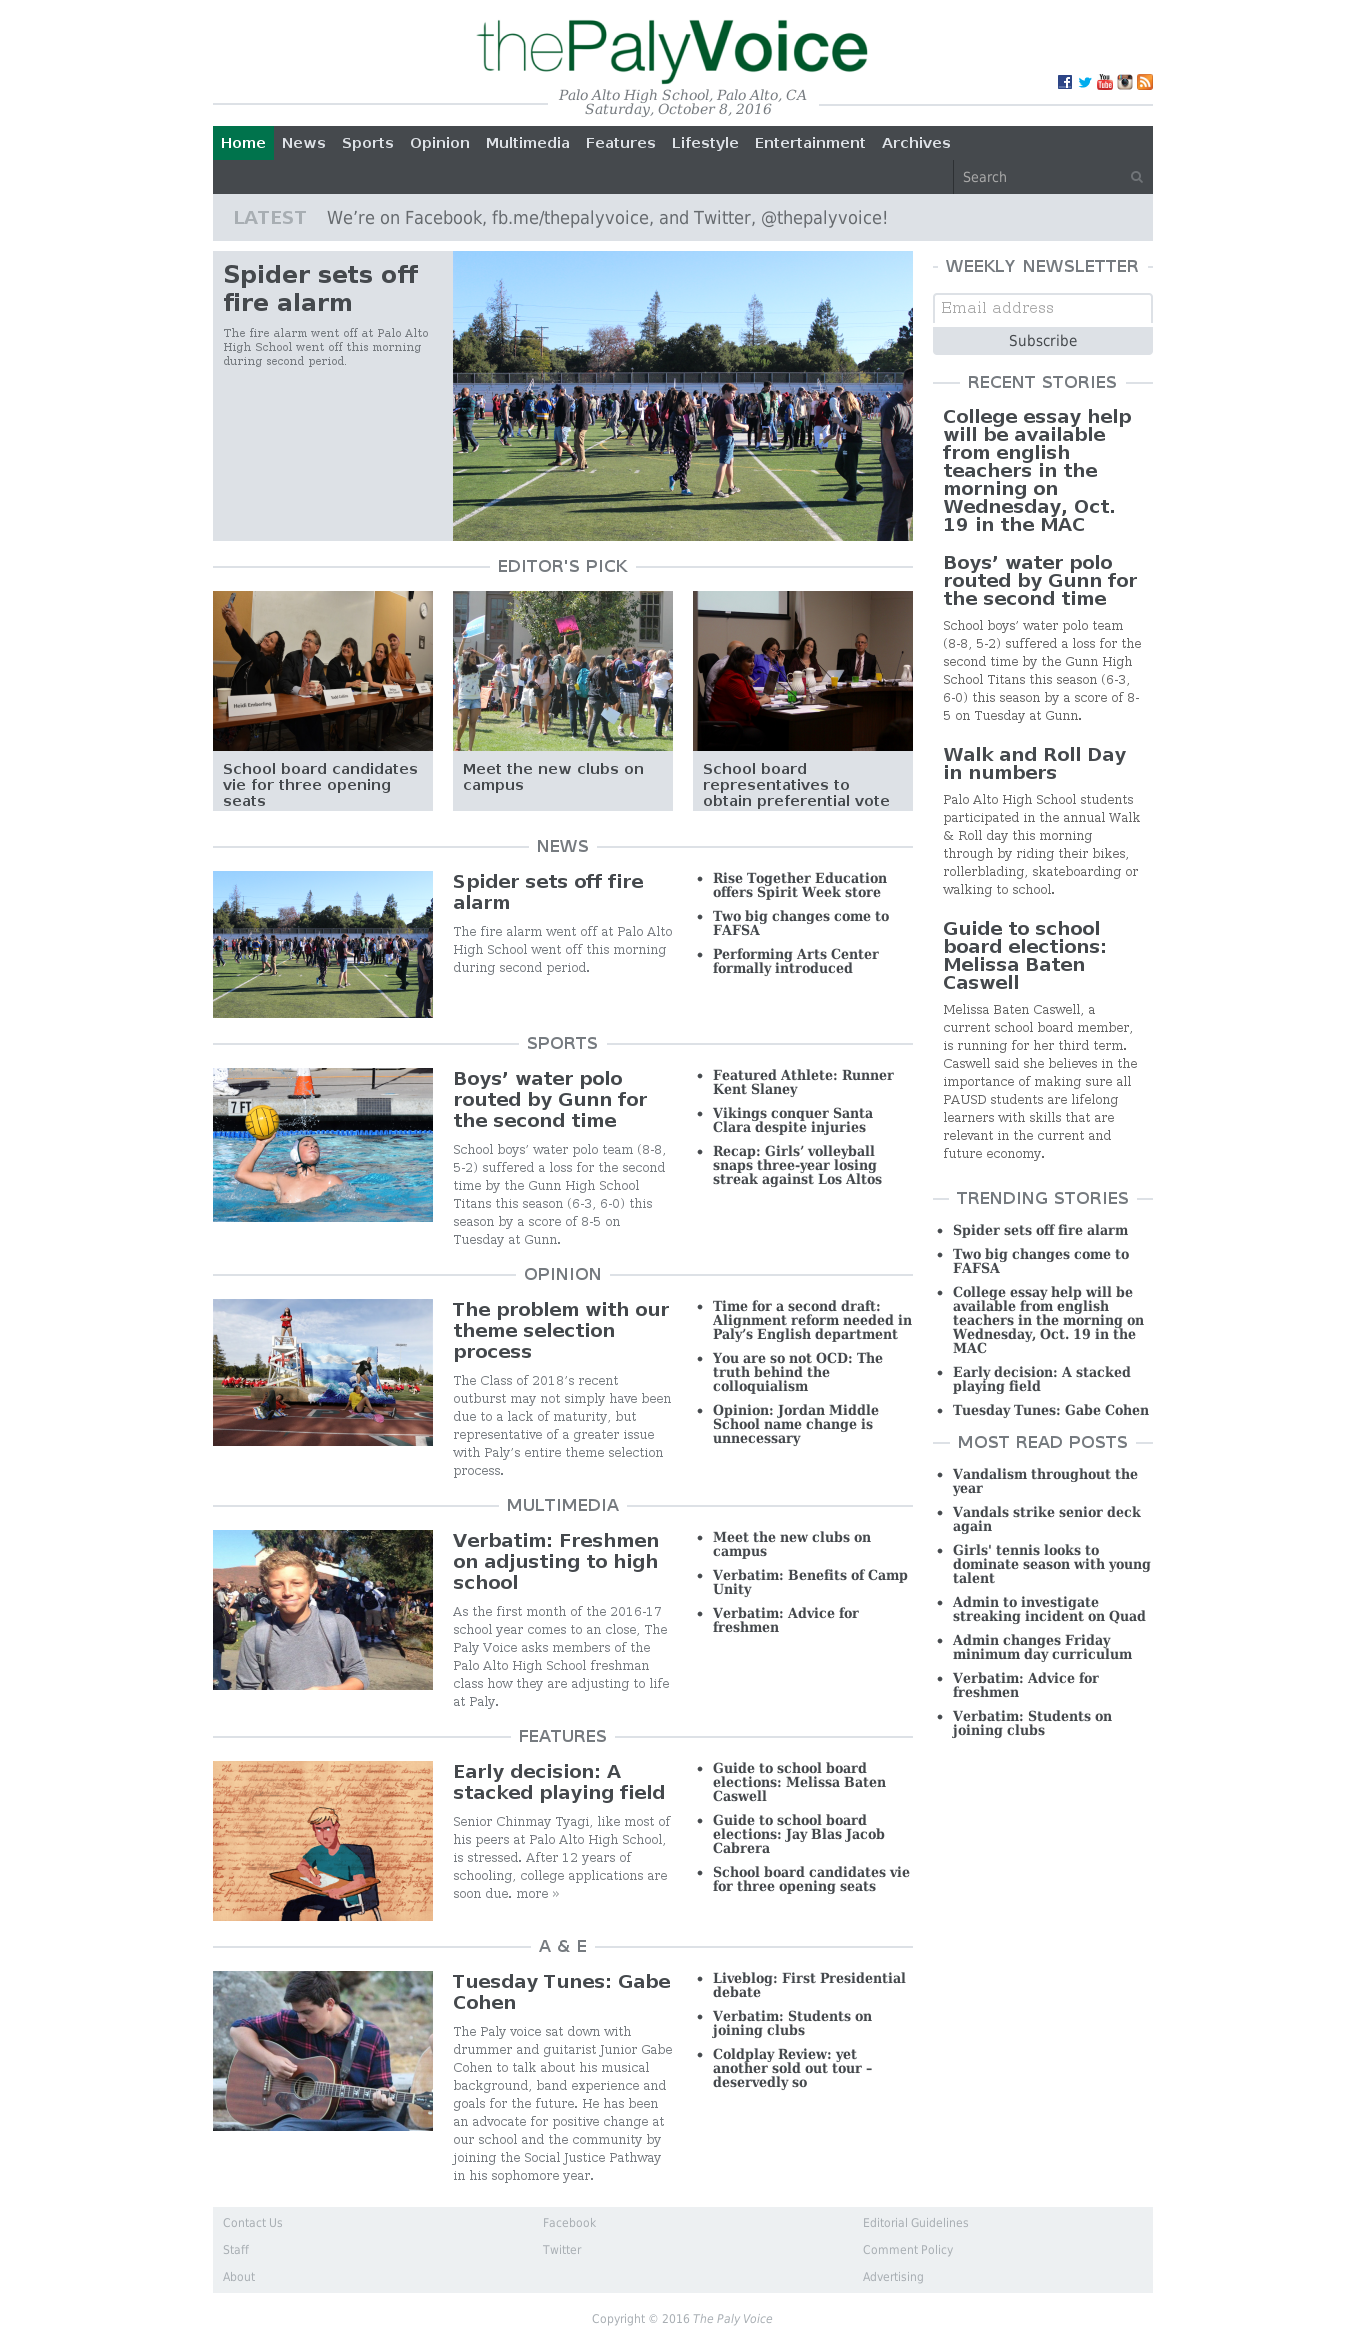 thePalyVoice
Palo Alto High School, Palo Alto, CA
Saturday, October 8, 2016
Home News Sports Opinion Multimedia Features Lifestyle Entertainment Archives
Search
LATEST We’re on Facebook, fb.me/thepalyvoice, and Twitter, @thepalyvoice!
Spider sets off
fire alarm
The fire alarm went off at Palo Alto
High School went off this morning
during second period.
EDITOR'S PICK
Heidi Emberling
School board candidates
vie for three opening
seats
Meet the new clubs on
campus
School board
representatives to
obtain preferential vote
NEWS
Spider sets off fire
alarm
The fire alarm went off at Palo Alto
High School went off this morning
during second period.
• Rise Together Education
offers Spirit Week store
• Two big changes come to
FAFSA
• Performing Arts Center
formally introduced
SPORTS
7 FT
Boys’ water polo
routed by Gunn for
the second time
School boys’ water polo team (8-8,
5-2) suffered a loss for the second
time by the Gunn High School
Titans this season (6-3, 6-0) this
season by a score of 8-5 on
Tuesday at Gunn.
• Featured Athlete: Runner
Kent Slaney
• Vikings conquer Santa
Clara despite injuries
• Recap: Girls’ volleyball
snaps three-year losing
streak against Los Altos
OPINION
The problem with our
theme selection
process
The Class of 2018’s recent
outburst may not simply have been
due to a lack of maturity, but
representative of a greater issue
with Paly’s entire theme selection
process.
• Time for a second draft:
Alignment reform needed in
Paly’s English department
• You are so not OCD: The
truth behind the
colloquialism
• Opinion: Jordan Middle
School name change is
unnecessary
MULTIMEDIA
Verbatim: Freshmen
on adjusting to high
school
As the first month of the 2016-17
school year comes to an close, The
Paly Voice asks members of the
Palo Alto High School freshman
class how they are adjusting to life
at Paly.
• Meet the new clubs on
campus
• Verbatim: Benefits of Camp
Unity
• Verbatim: Advice for
freshmen
FEATURES
Early decision: A
stacked playing field
Senior Chinmay Tyagi, like most of
his peers at Palo Alto High School,
is stressed. After 12 years of
schooling, college applications are
soon due. more »
• Guide to school board
elections: Melissa Baten
Caswell
• Guide to school board
elections: Jay Blas Jacob
Cabrera
• School board candidates vie
for three opening seats
A & E
Tuesday Tunes: Gabe
Cohen
The Paly voice sat down with
drummer and guitarist Junior Gabe
Cohen to talk about his musical
background, band experience and
goals for the future. He has been
an advocate for positive change at
our school and the community by
joining the Social Justice Pathway
in his sophomore year.
• Liveblog: First Presidential
debate
• Verbatim: Students on
joining clubs
• Coldplay Review: yet
another sold out tour –
deservedly so
WEEKLY NEWSLETTER
Email address
Subscribe
RECENT STORIES
College essay help
will be available
from english
teachers in the
morning on
Wednesday, Oct.
19 in the MAC
Boys’ water polo
routed by Gunn for
the second time
School boys’ water polo team
(8-8, 5-2) suffered a loss for the
second time by the Gunn High
School Titans this season (6-3,
6-0) this season by a score of 8-
5 on Tuesday at Gunn.
Walk and Roll Day
in numbers
Palo Alto High School students
participated in the annual Walk
& Roll day this morning
through by riding their bikes,
rollerblading, skateboarding or
walking to school.
Guide to school
board elections:
Melissa Baten
Caswell
Melissa Baten Caswell, a
current school board member,
is running for her third term.
Caswell said she believes in the
importance of making sure all
PAUSD students are lifelong
learners with skills that are
relevant in the current and
future economy.
TRENDING STORIES
• Spider sets off fire alarm
• Two big changes come to
FAFSA
• College essay help will be
available from english
teachers in the morning on
Wednesday, Oct. 19 in the
MAC
• Early decision: A stacked
playing field
• Tuesday Tunes: Gabe Cohen
MOST READ POSTS
• Vandalism throughout the
year
• Vandals strike senior deck
again
• Girls' tennis looks to
dominate season with young
talent
• Admin to investigate
streaking incident on Quad
• Admin changes Friday
minimum day curriculum
• Verbatim: Advice for
freshmen
• Verbatim: Students on
joining clubs
Contact Us
Staff
About
Facebook
Twitter
Editorial Guidelines
Comment Policy
Advertising
Copyright © 2016 The Paly Voice